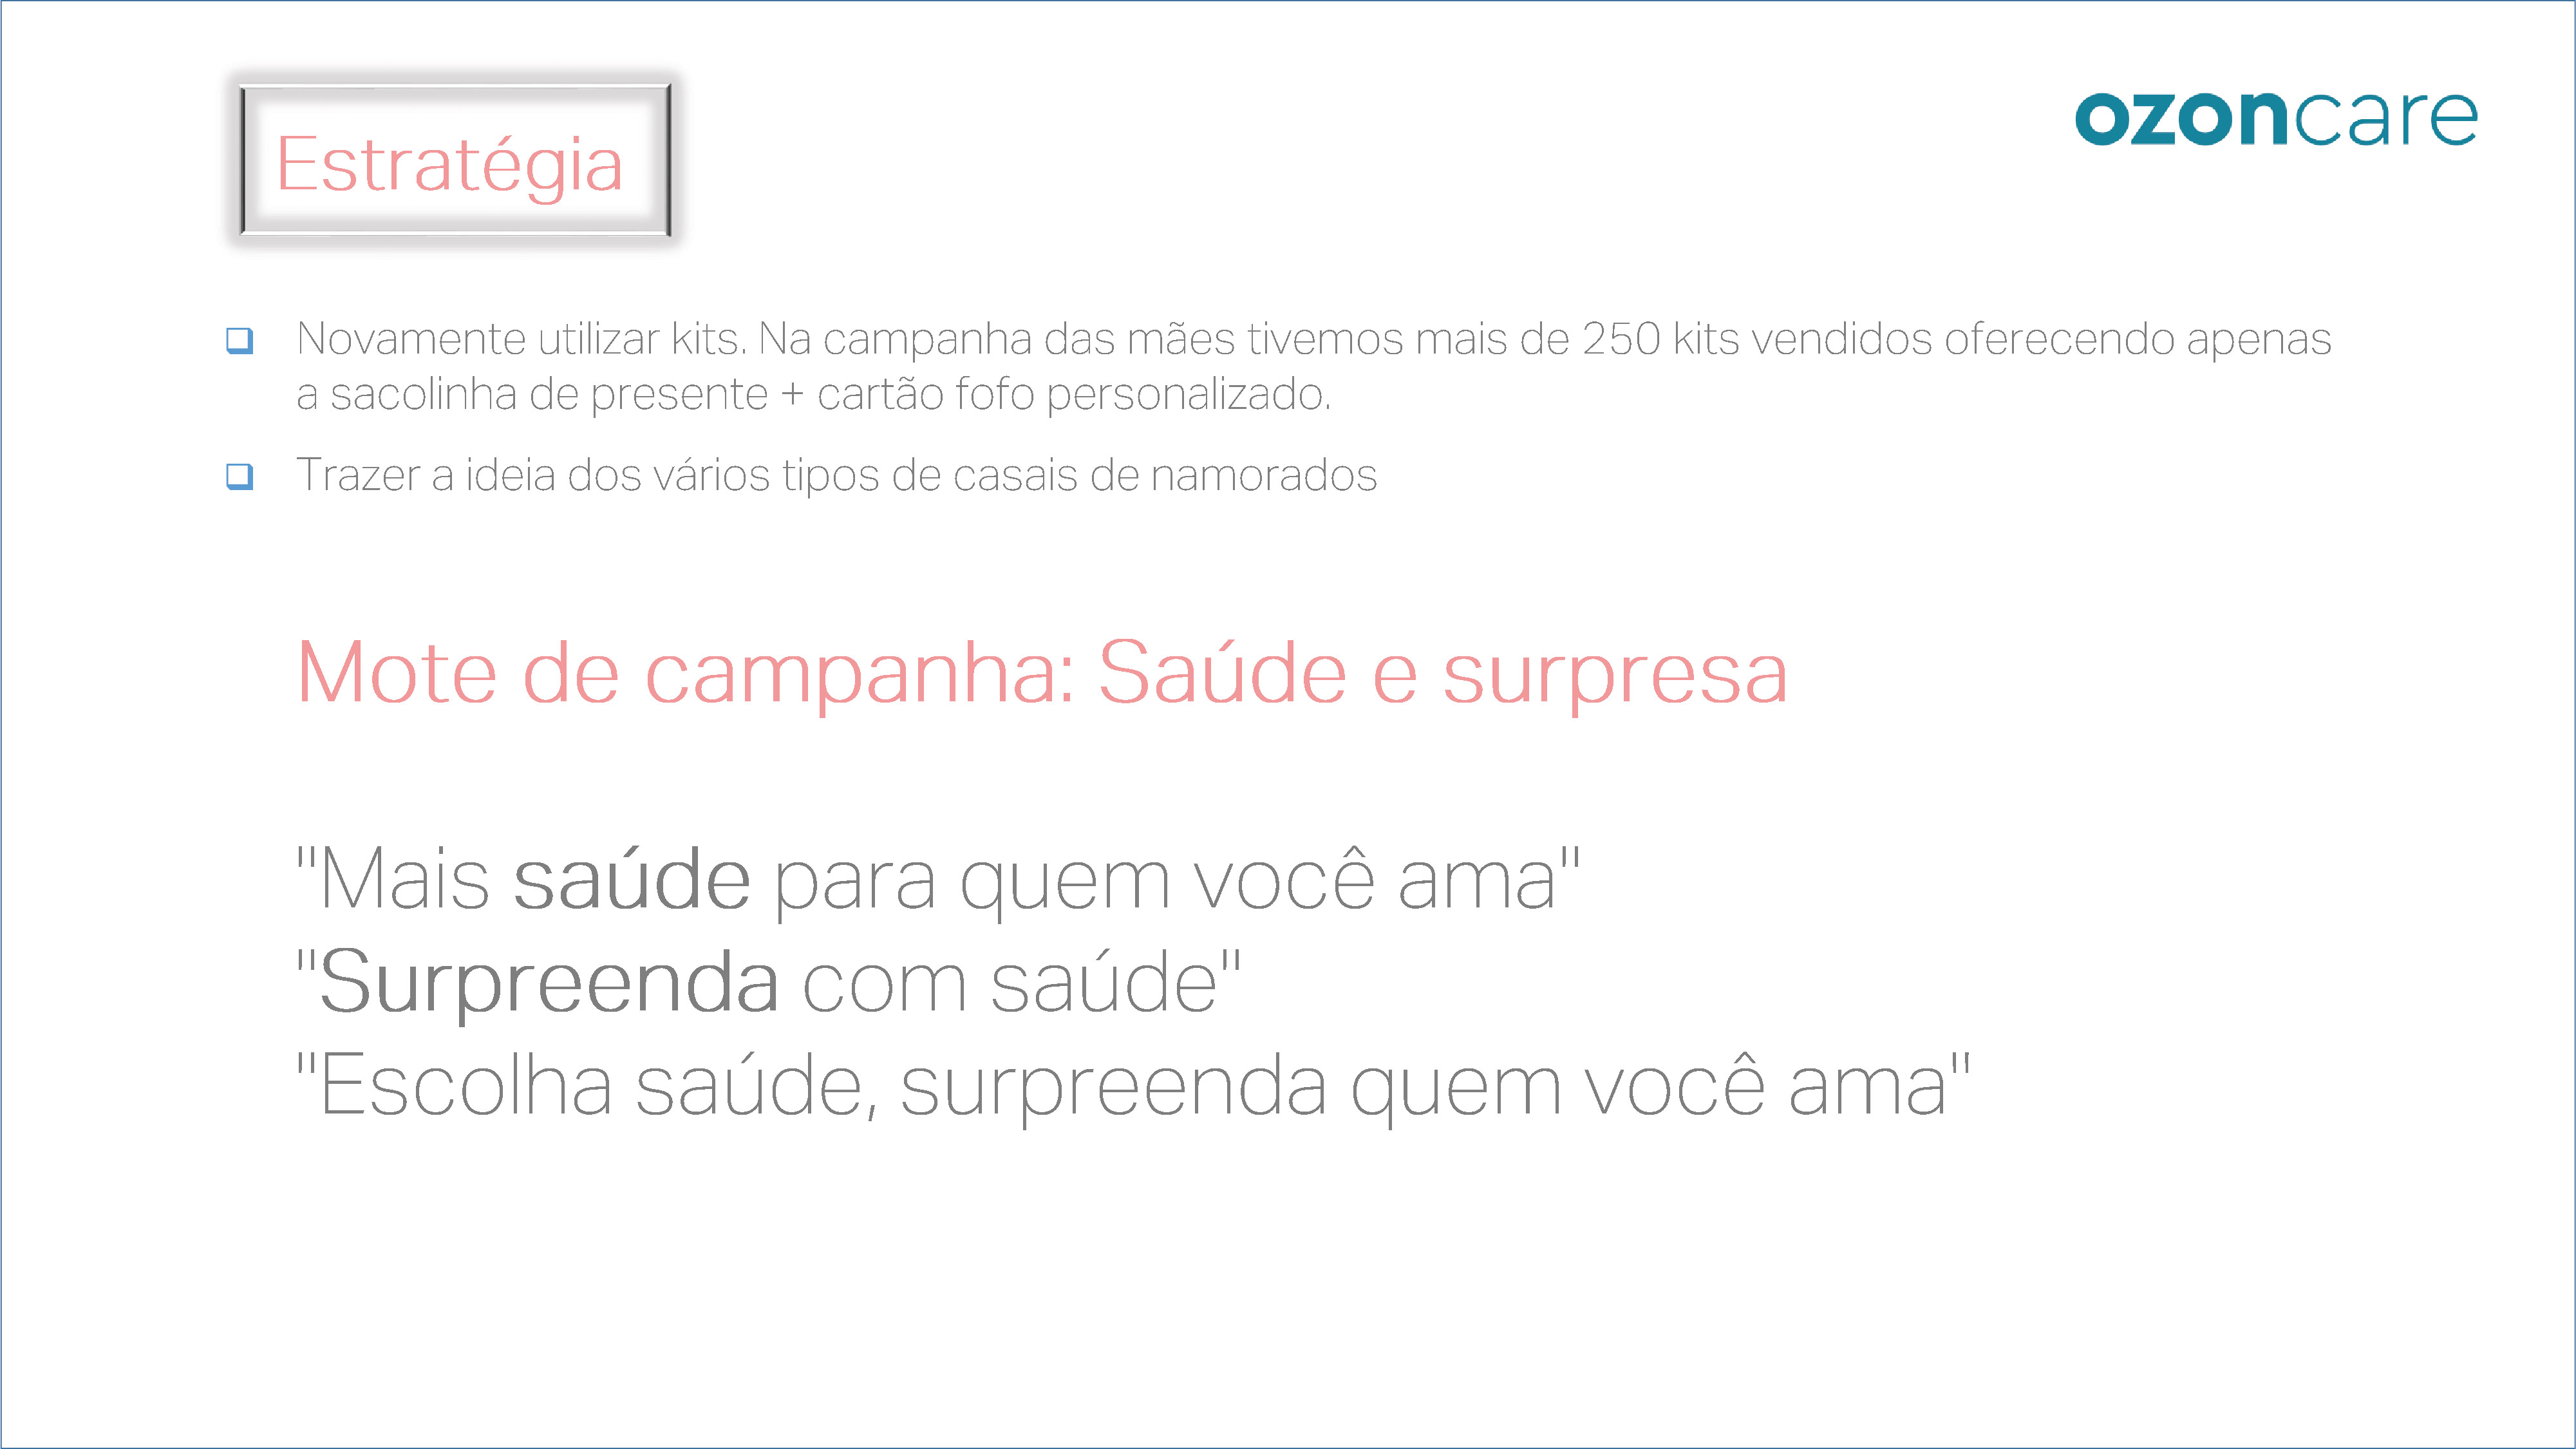 Estratégia
ozoncare
Novamente utilizar kits. Na campanha das mães tivemos mais de 250 kits vendidos oferecendo apenas
a sacolinha de presente + cartão fofo personalizado.
Trazer a ideia dos vários tipos de casais de namorados
Mote de campanha: Saúde e surpresa
"Mais saúde para quem você ama"
"Surpreenda com saúde"
"Escolha saúde, surpreenda quem você ama"